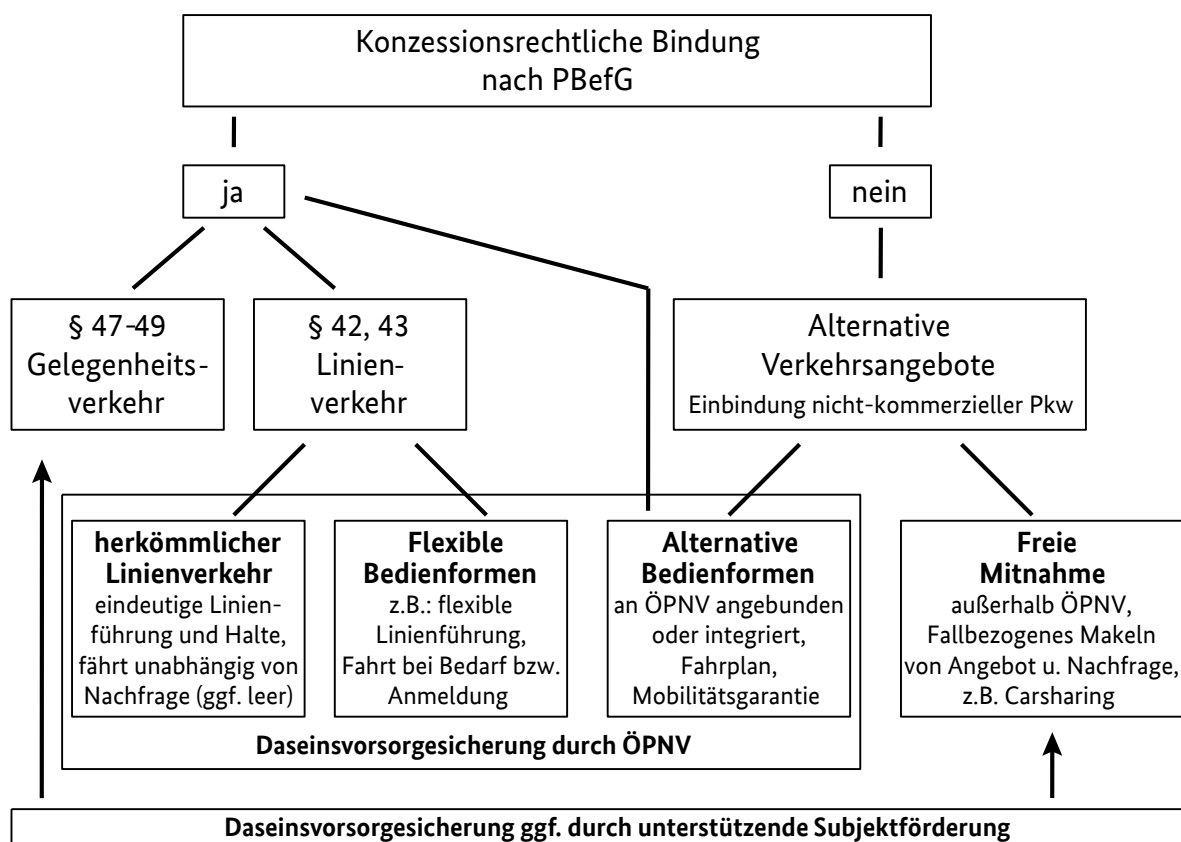 Konzessionsrechtliche Bindung
nach PBefG
ja
nein
§ 47-49
Gelegenheits-
verkehr
§ 42, 43
Linien-
verkehr
Alternative
Verkehrsangebote
Einbindung nicht-kommerzieller Pkw
herkömmlicher
Linienverkehr
eindeutige Linien-
führung und Halte,
fährt unabhängig von
Nachfrage (ggf. leer)
Flexible
Bedienformen
z.B.: flexible
Linienführung,
Fahrt bei Bedarf bzw.
Anmeldung
Alternative
Bedienformen
an ÖPNV angebunden
oder integriert,
Fahrplan,
Mobilitätsgarantie
Freie
Mitnahme
außerhalb ÖPNV,
Fallbezogenes Makeln
von Angebot u. Nachfrage,
z.B. Carsharing
Daseinsvorsorgesicherung durch ÖPNV
Daseinsvorsorgesicherung ggf. durch unterstützende Subjektförderung